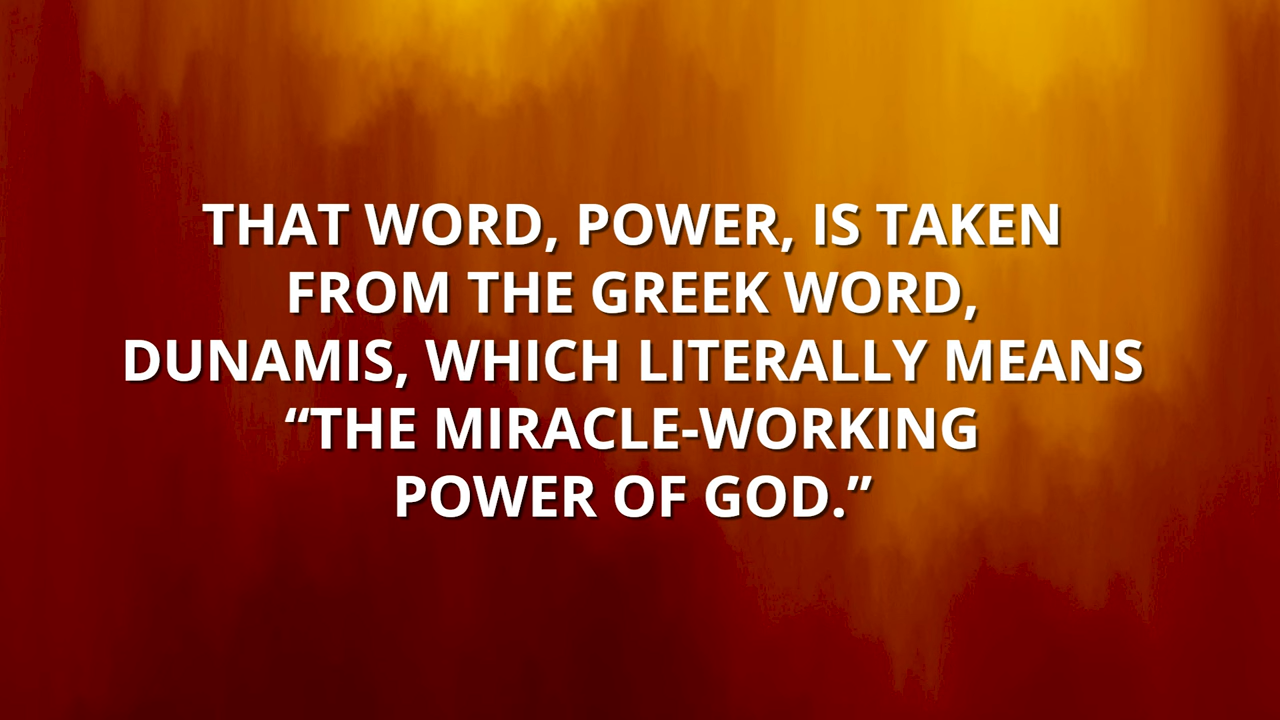 THAT WORD, POWER, IS TAKEN
FROM THE GREEK WORD,
DUNAMIS, WHICH LITERALLY MEANS
“THE MIRACLE-WORKING
POWER OF GOD.”